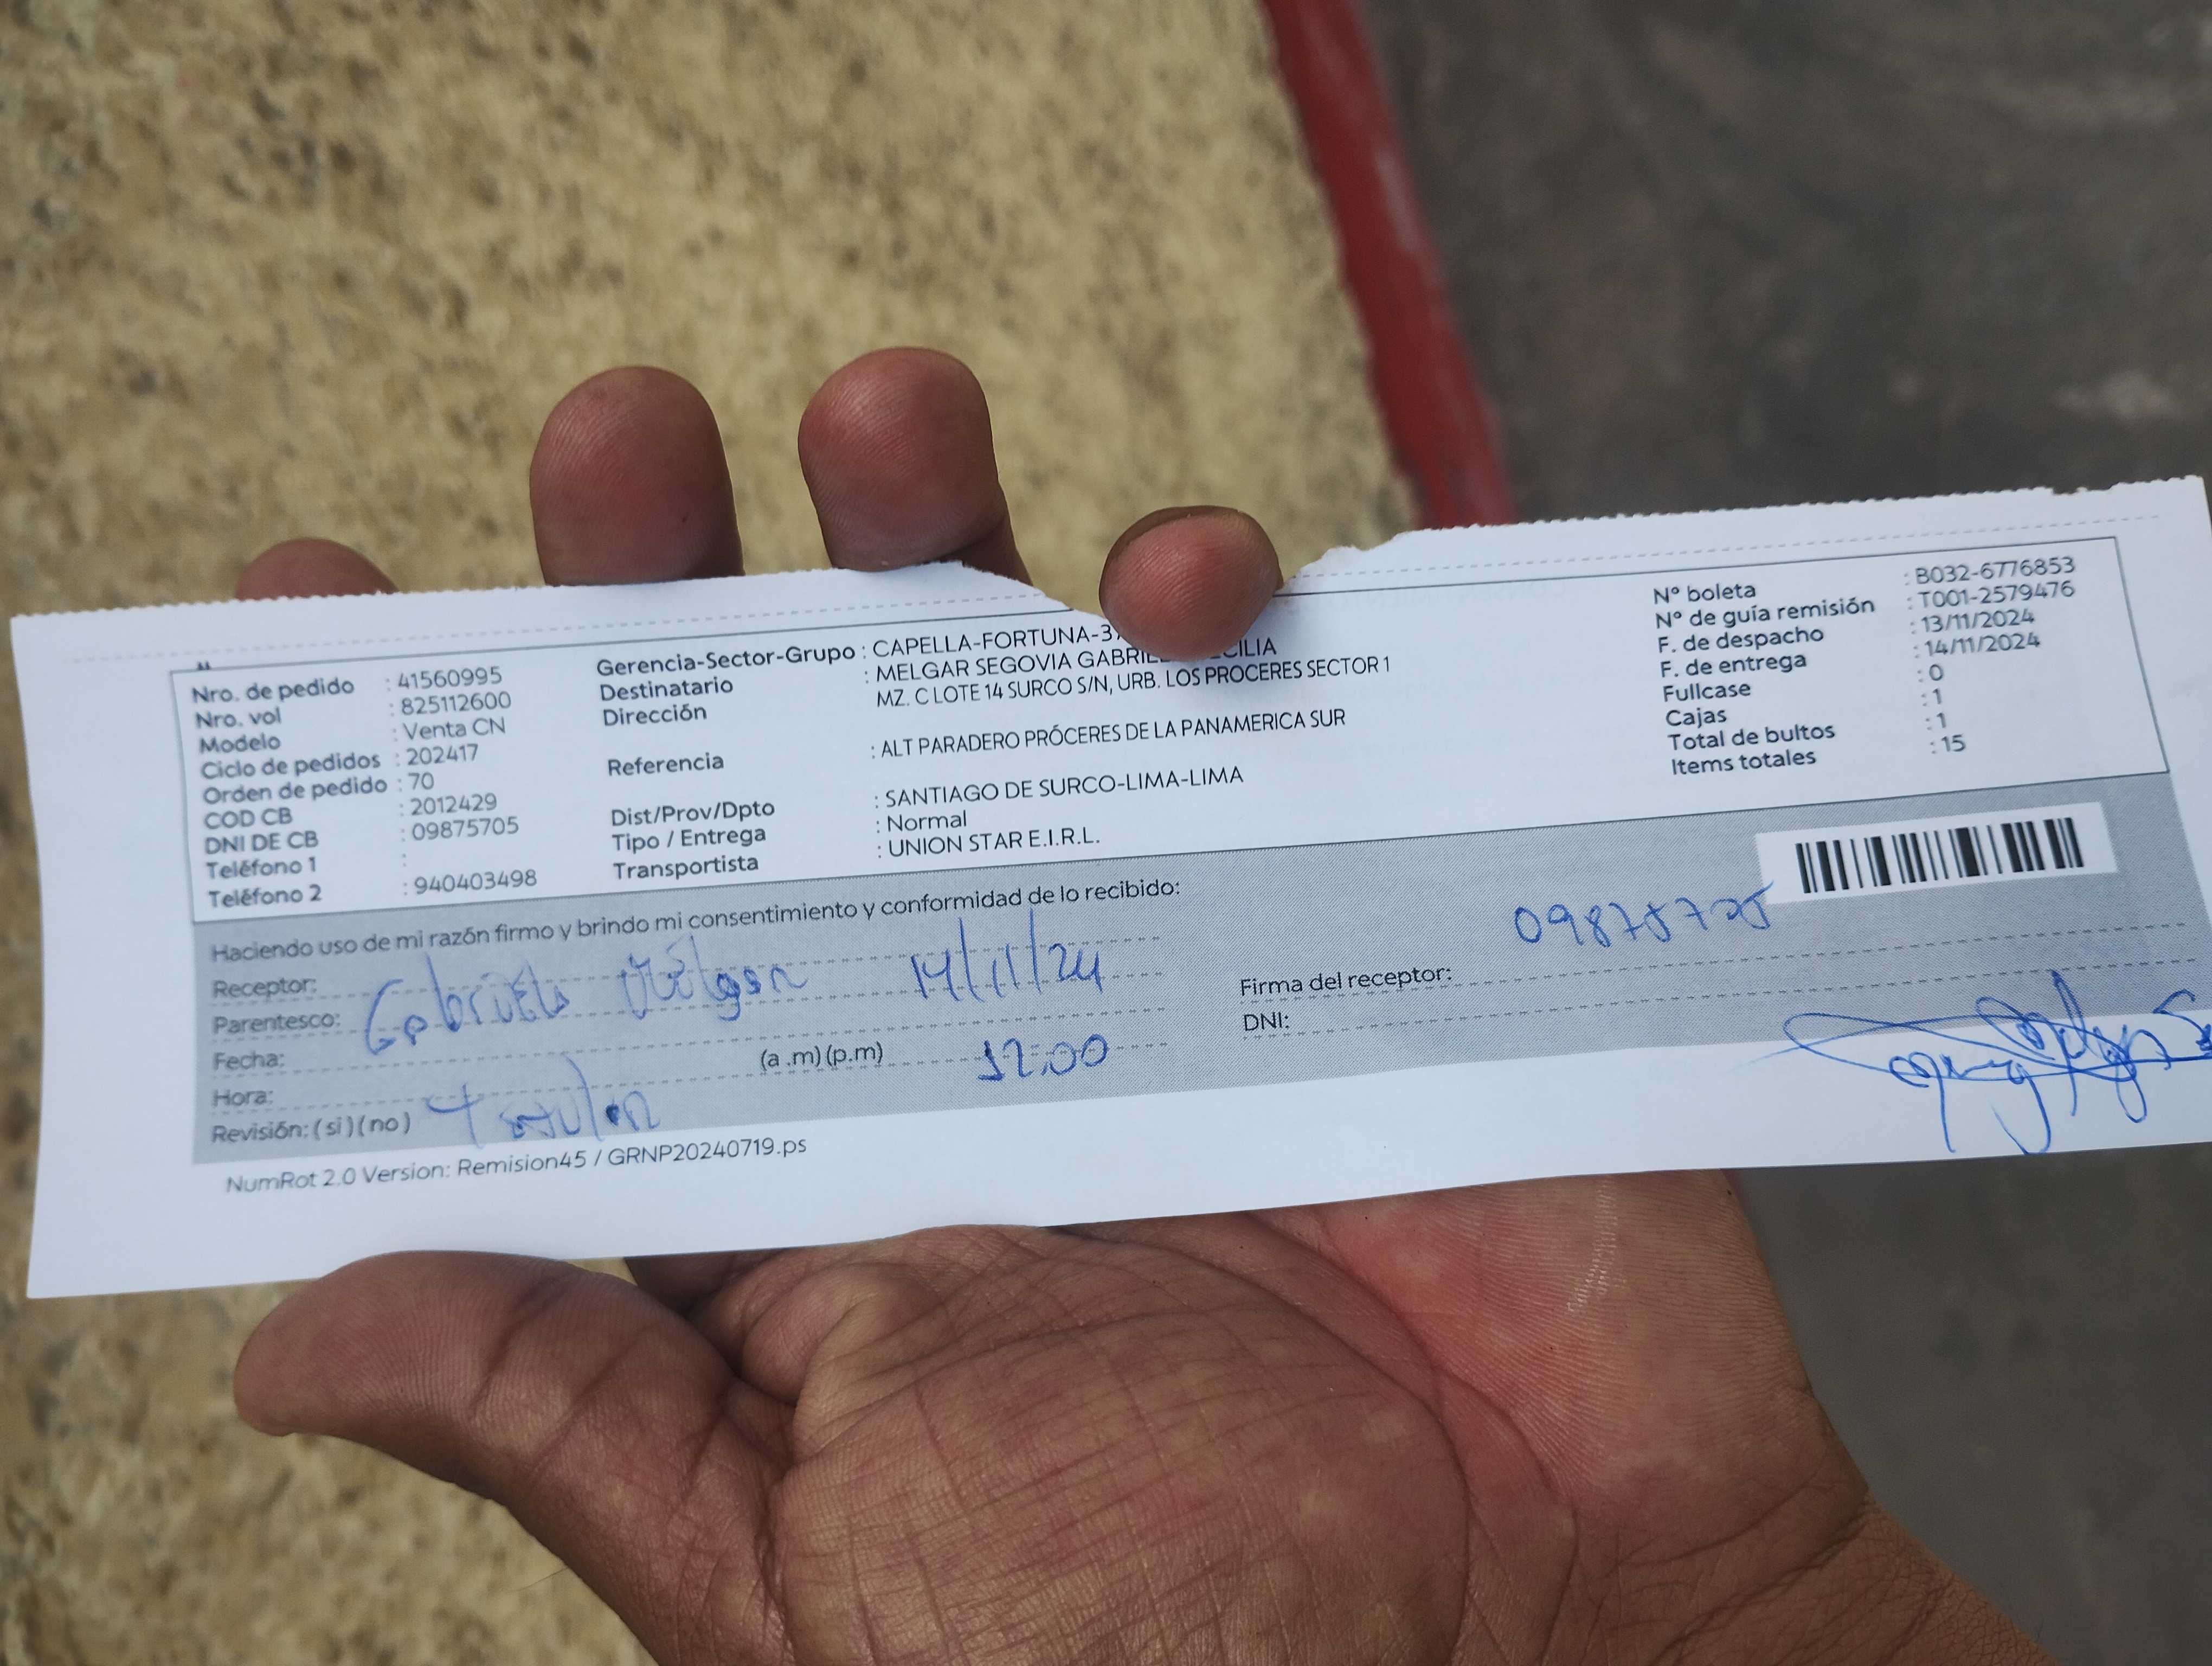 Nro. de pedido : 41560995
Nro. vol : 825112600
Modelo : Venta CN
Ciclo de pedidos : 202417
Orden de pedido : 70
COD CB : 2012429
DNI DE CB : 09875705
Teléfono 1 :
Teléfono 2 : 940403498
Gerencia-Sector-Grupo : CAPELLA-FORTUNA-3
Destinatario : MELGAR SEGOVIA
Dirección MZ. C LOTE 14 SURCO S/N, URB. LOS PROCERES SECTOR 1
Referencia : ALT PARADERO PRÓCERES DE LA PANAMERICA SUR
Dist/Prov/Dpto : SANTIAGO DE SURCO-LIMA-LIMA
Tipo / Entrega : Normal
Transportista : UNION STAR E.I.R.L.
Nº boleta : B032-6776853
Nº de guía remisión : T001-2579476
F. de despacho : 13/11/2024
F. de entrega : 14/11/2024
Fullcase : 0
Cajas : 1
Total de bultos : 1
Items totales : 15
Haciendo uso de mi razón firmo y brindo mi consentimiento y conformidad de lo recibido:
Receptor:
Parentesco: Gabriela Melgar 14/11/24
Fecha:
Hora: (a .m) (p.m) 12:00
Revisión: ( si ) ( no )
09875705
Firma del receptor:
DNI:
NumRot 2.0 Version: Remision45 / GRNP20240719.ps